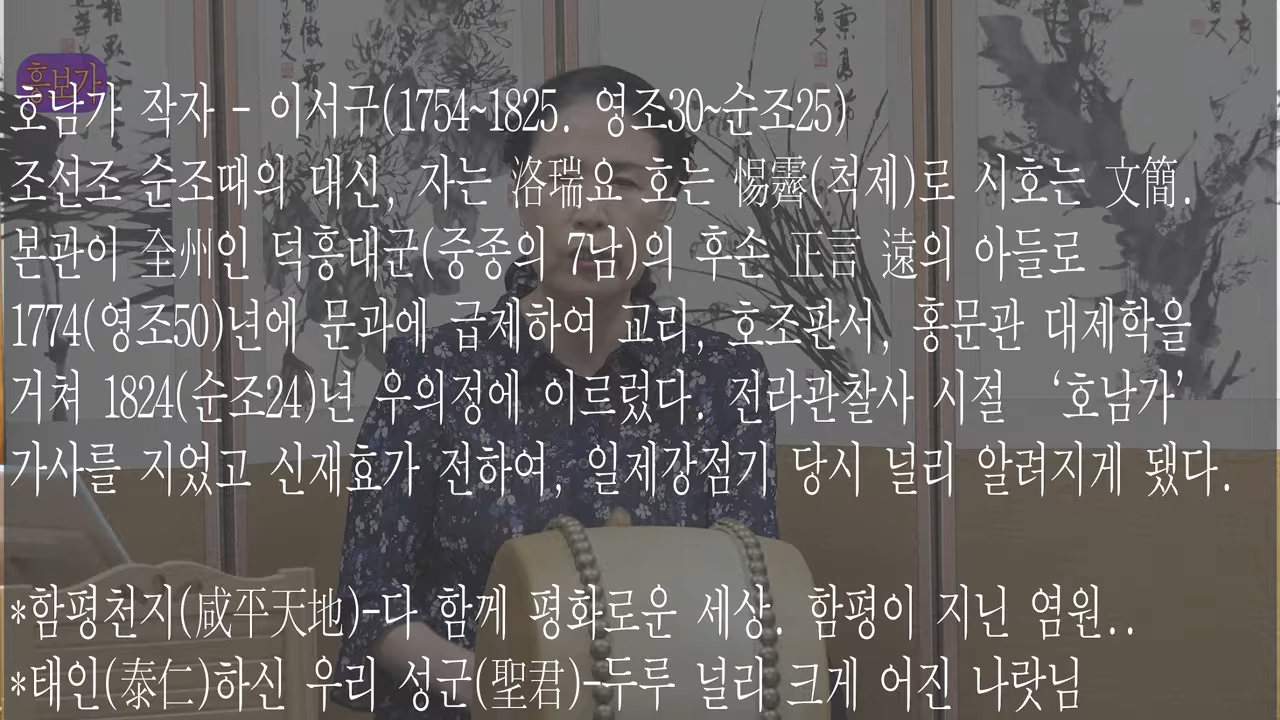 흥보가
호남가 작자 - 이서구(1754~1825. 영조30~순조25)
조선조 순조때의 대신, 자는 洛瑞요 호는 惕霽(척제)로 시호는 文簡.
본관이 全州인 덕흥대군(중종의 7남)의 후손 正言 遠의 아들로
1774(영조50)년에 문과에 급제하여 교리, 호조판서, 홍문관 대제학을
거쳐 1824(순조24)년 우의정에 이르렀다. 전라관찰사 시절 ‘호남가’
가사를 지었고 신재효가 전하여, 일제강점기 당시 널리 알려지게 됐다.
*함평천지(咸平天地)-다 함께 평화로운 세상. 함평이 지닌 염원..
*태인(泰仁)하신 우리 성군(聖君)-두루 널리 크게 어진 나랏님